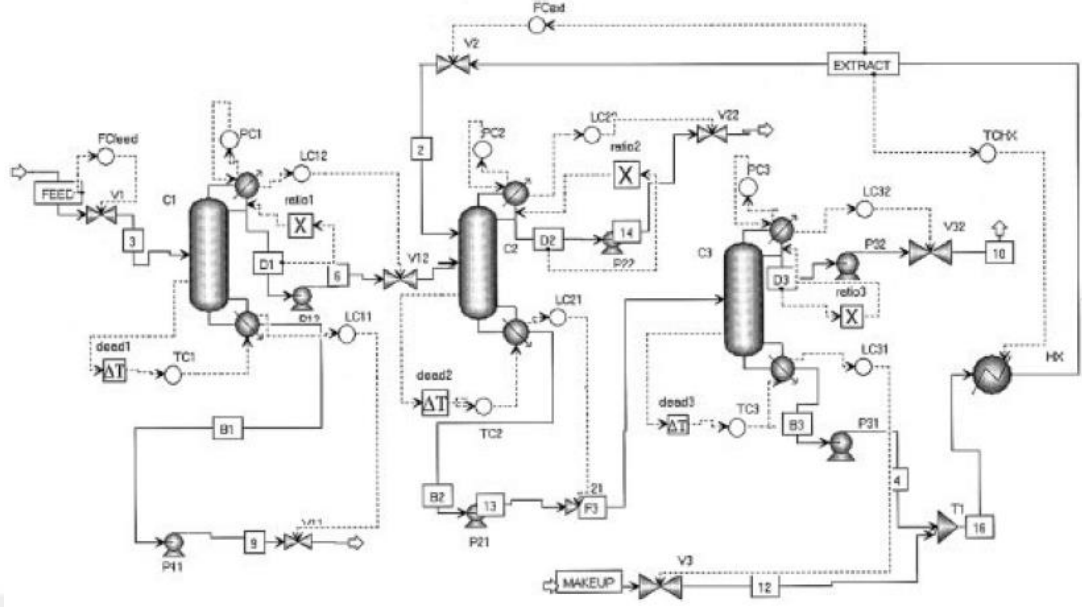 FCext
V2
EXTRACT
FCfeed
FEED
V1
3
C1
PC1
LC12
ratio1
X
D1
6
V12
2
PC2
LC22
V22
ratio2
X
C2
D2
14
P22
TCHX
PC3
LC32
C3
P32
V32
10
D3
ratio3
X
LC11
LC21
LC31
HX
dead1
ΔT
TC1
dead2
ΔT
TC2
dead3
ΔT
TC3
B3
P31
B1
B2
13
P21
F3
4
T1
16
P11
9
V3
MAKEUP
12